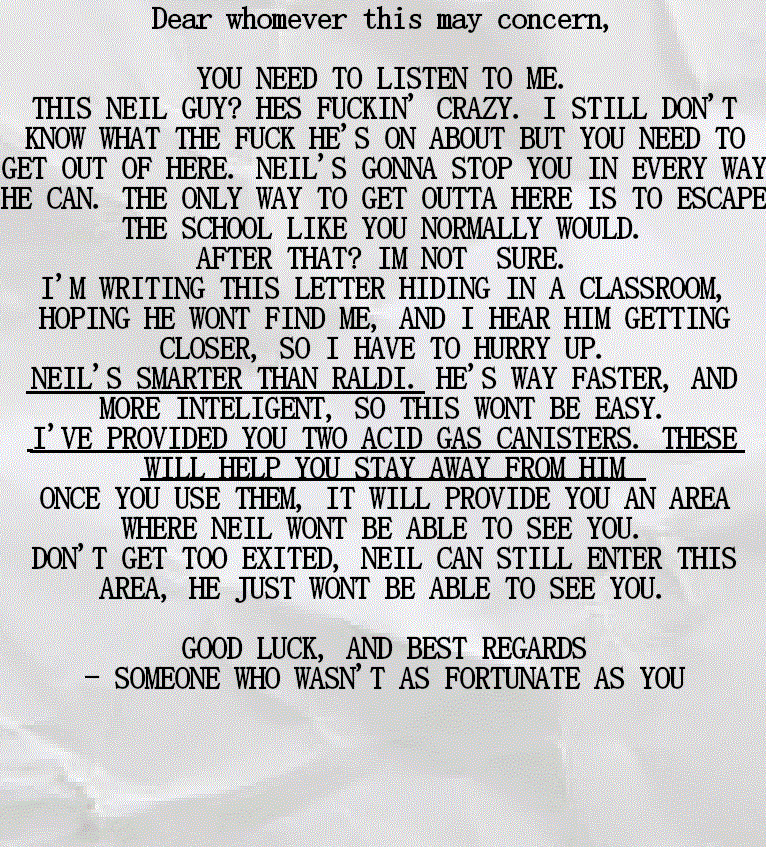 Dear whomever this may concern,
YOU NEED TO LISTEN TO ME.
THIS NEIL GUY? HES FUCKIN' CRAZY. I STILL DON'T
KNOW WHAT THE FUCK HE'S ON ABOUT BUT YOU NEED TO
GET OUT OF HERE. NEIL'S GONNA STOP YOU IN EVERY WAY
HE CAN. THE ONLY WAY TO GET OUTTA HERE IS TO ESCAPE
THE SCHOOL LIKE YOU NORMALLY WOULD.
AFTER THAT? IM NOT  SURE.
I'M WRITING THIS LETTER HIDING IN A CLASSROOM,
HOPING HE WONT FIND ME, AND I HEAR HIM GETTING
CLOSER, SO I HAVE TO HURRY UP.
NEIL'S SMARTER THAN RALDI. HE'S WAY FASTER, AND
MORE INTELIGENT, SO THIS WONT BE EASY.
I'VE PROVIDED YOU TWO ACID GAS CANISTERS. THESE
WILL HELP YOU STAY AWAY FROM HIM
ONCE YOU USE THEM, IT WILL PROVIDE YOU AN AREA
WHERE NEIL WONT BE ABLE TO SEE YOU.
DON'T GET TOO EXITED, NEIL CAN STILL ENTER THIS
AREA, HE JUST WONT BE ABLE TO SEE YOU.
GOOD LUCK, AND BEST REGARDS
- SOMEONE WHO WASN'T AS FORTUNATE AS YOU